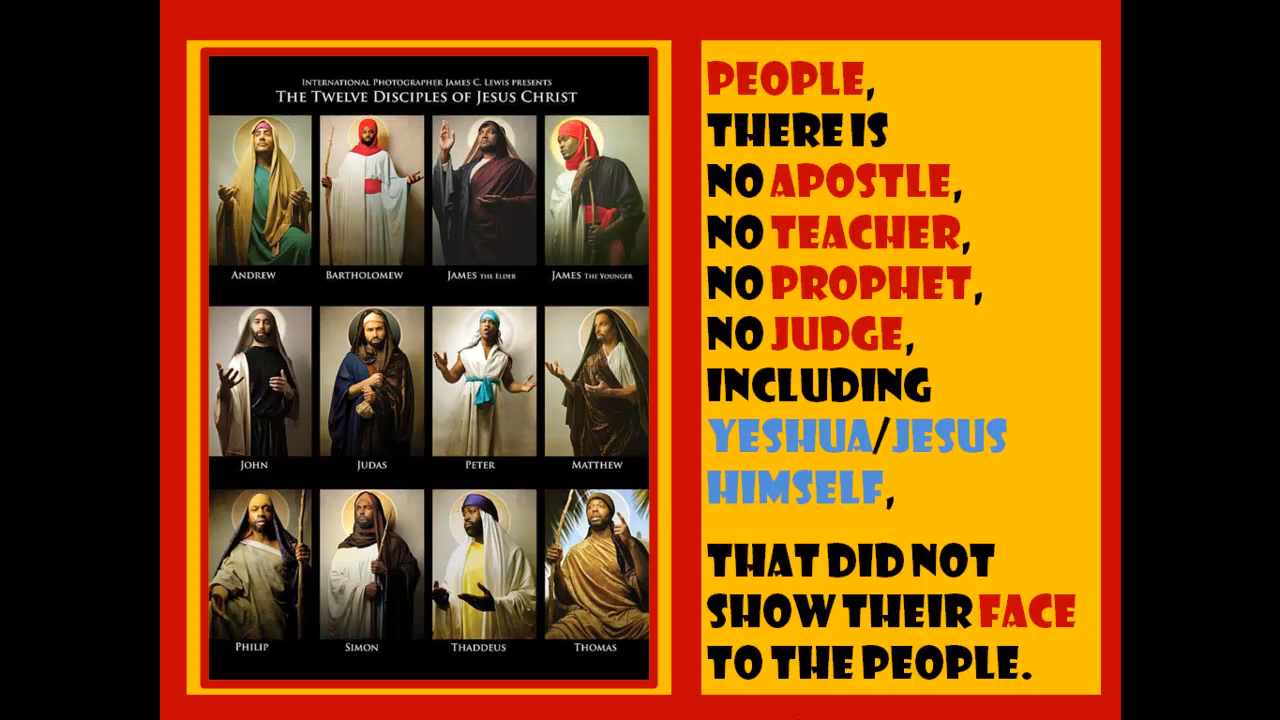 INTERNATIONAL PHOTOGRAPHER JAMES C. LEWIS PRESENTS
THE TWELVE DISCIPLES OF JESUS CHRIST
ANDREW BARTHOLOMEW JAMES THE ELDER JAMES THE YOUNGER
JOHN JUDAS PETER MATTHEW
PHILIP SIMON THADDEUS THOMAS
PEOPLE,
THERE IS
NO APOSTLE,
NO TEACHER,
NO PROPHET,
NO JUDGE,
INCLUDING
YESHUA/JESUS
HIMSELF,
THAT DID NOT
SHOW THEIR FACE
TO THE PEOPLE.